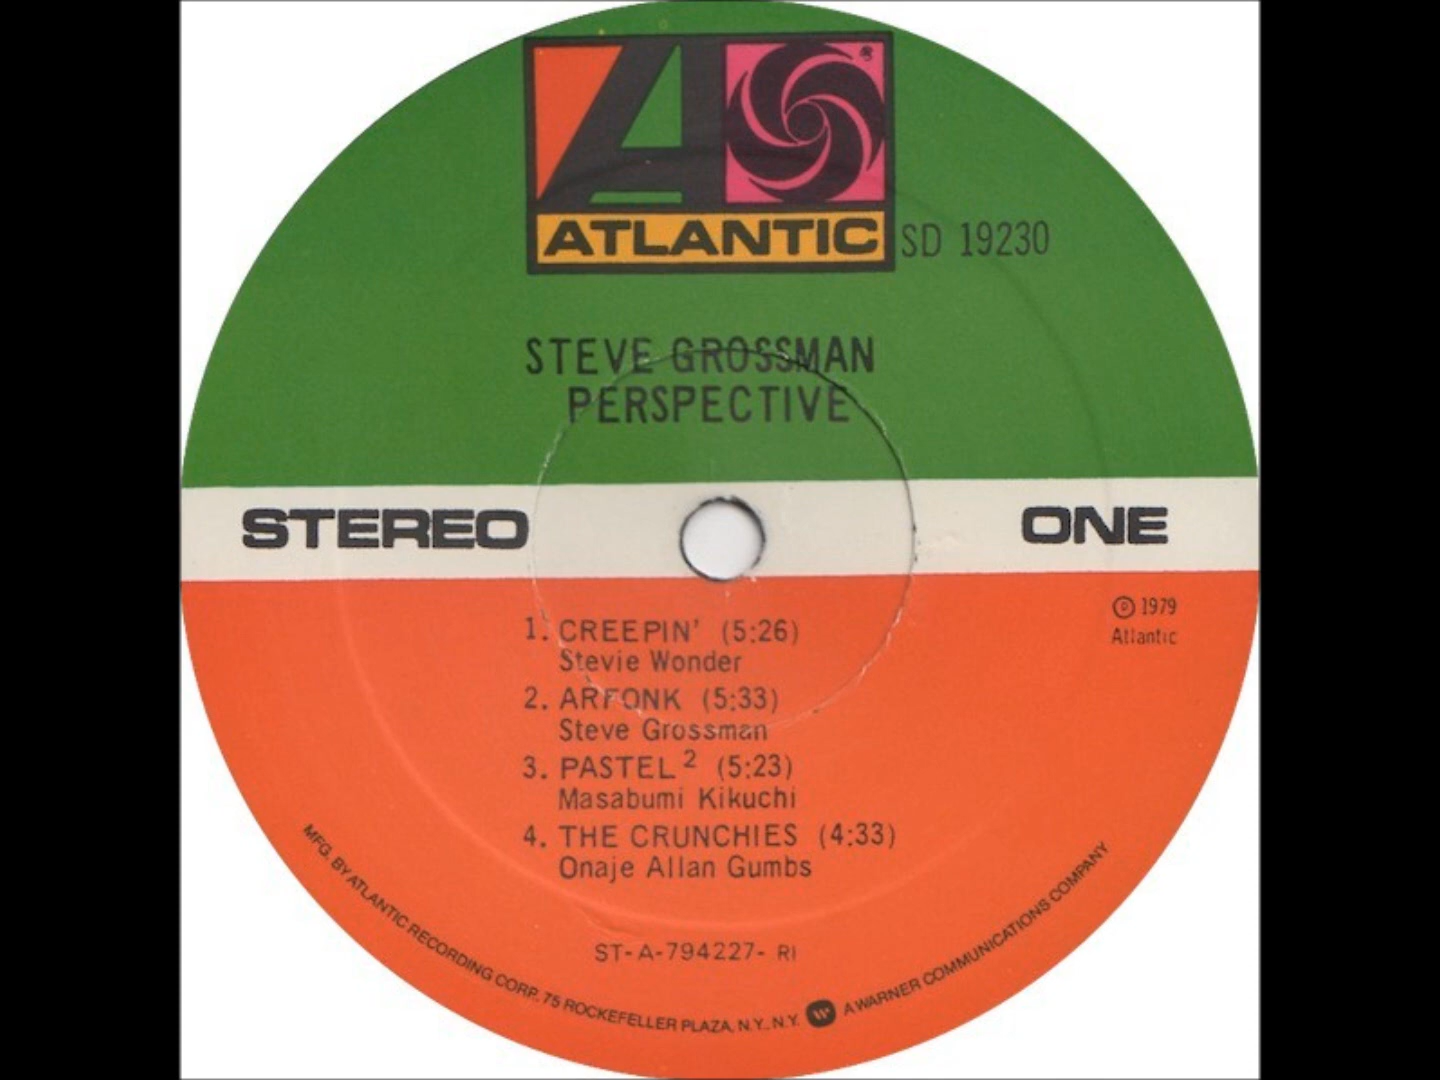 ATLANTIC
SD 19230
STEVE GROSSMAN
PERSPECTIVE
STEREO
ONE
℗ 1979
Atlantic
1. CREEPIN' (5:26)
Stevie Wonder
2. ARFONK (5:33)
Steve Grossman
3. PASTEL² (5:23)
Masabumi Kikuchi
4. THE CRUNCHIES (4:33)
Onaje Allan Gumbs
ST-A-794227- RI
MFG. BY ATLANTIC RECORDING CORP., 75 ROCKEFELLER PLAZA, N.Y., N.Y. A WARNER COMMUNICATIONS COMPANY